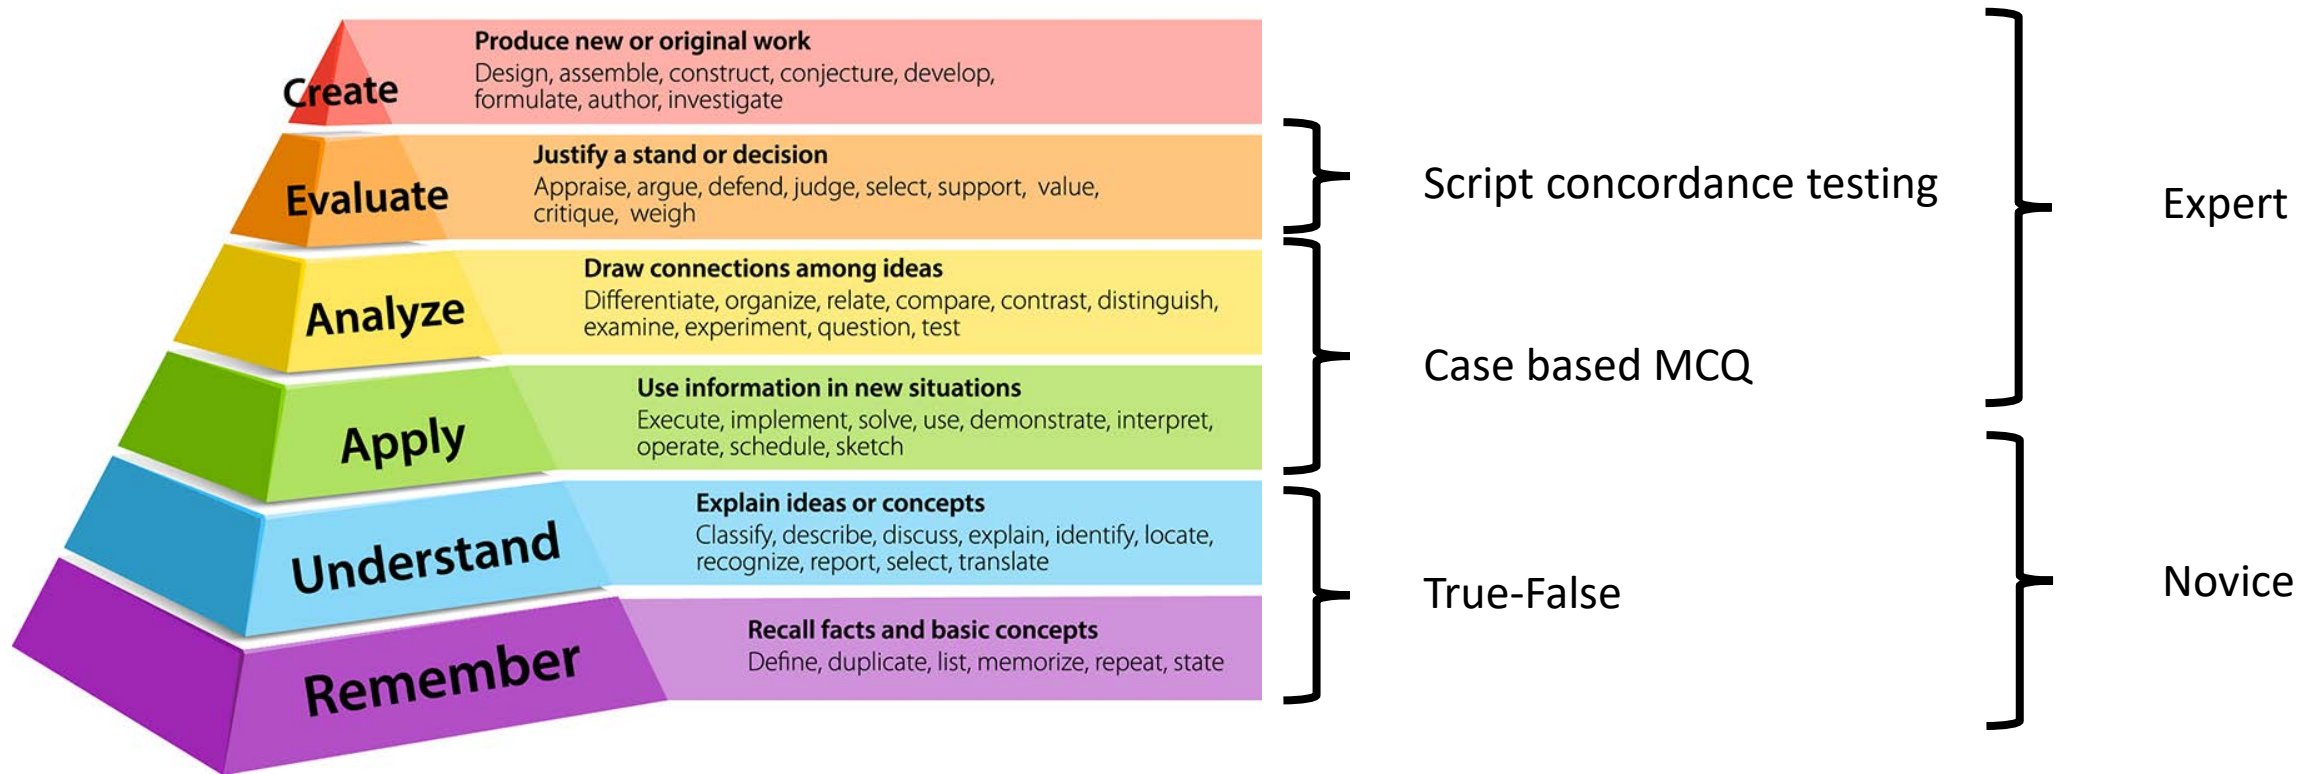 Create
Produce new or original work
Design, assemble, construct, conjecture, develop,
formulate, author, investigate
Evaluate
Justify a stand or decision
Appraise, argue, defend, judge, select, support, value,
critique, weigh
Script concordance testing
Expert
Analyze
Draw connections among ideas
Differentiate, organize, relate, compare, contrast, distinguish,
examine, experiment, question, test
Case based MCQ
Apply
Use information in new situations
Execute, implement, solve, use, demonstrate, interpret,
operate, schedule, sketch
Understand
Explain ideas or concepts
Classify, describe, discuss, explain, identify, locate,
recognize, report, select, translate
True-False
Novice
Remember
Recall facts and basic concepts
Define, duplicate, list, memorize, repeat, state